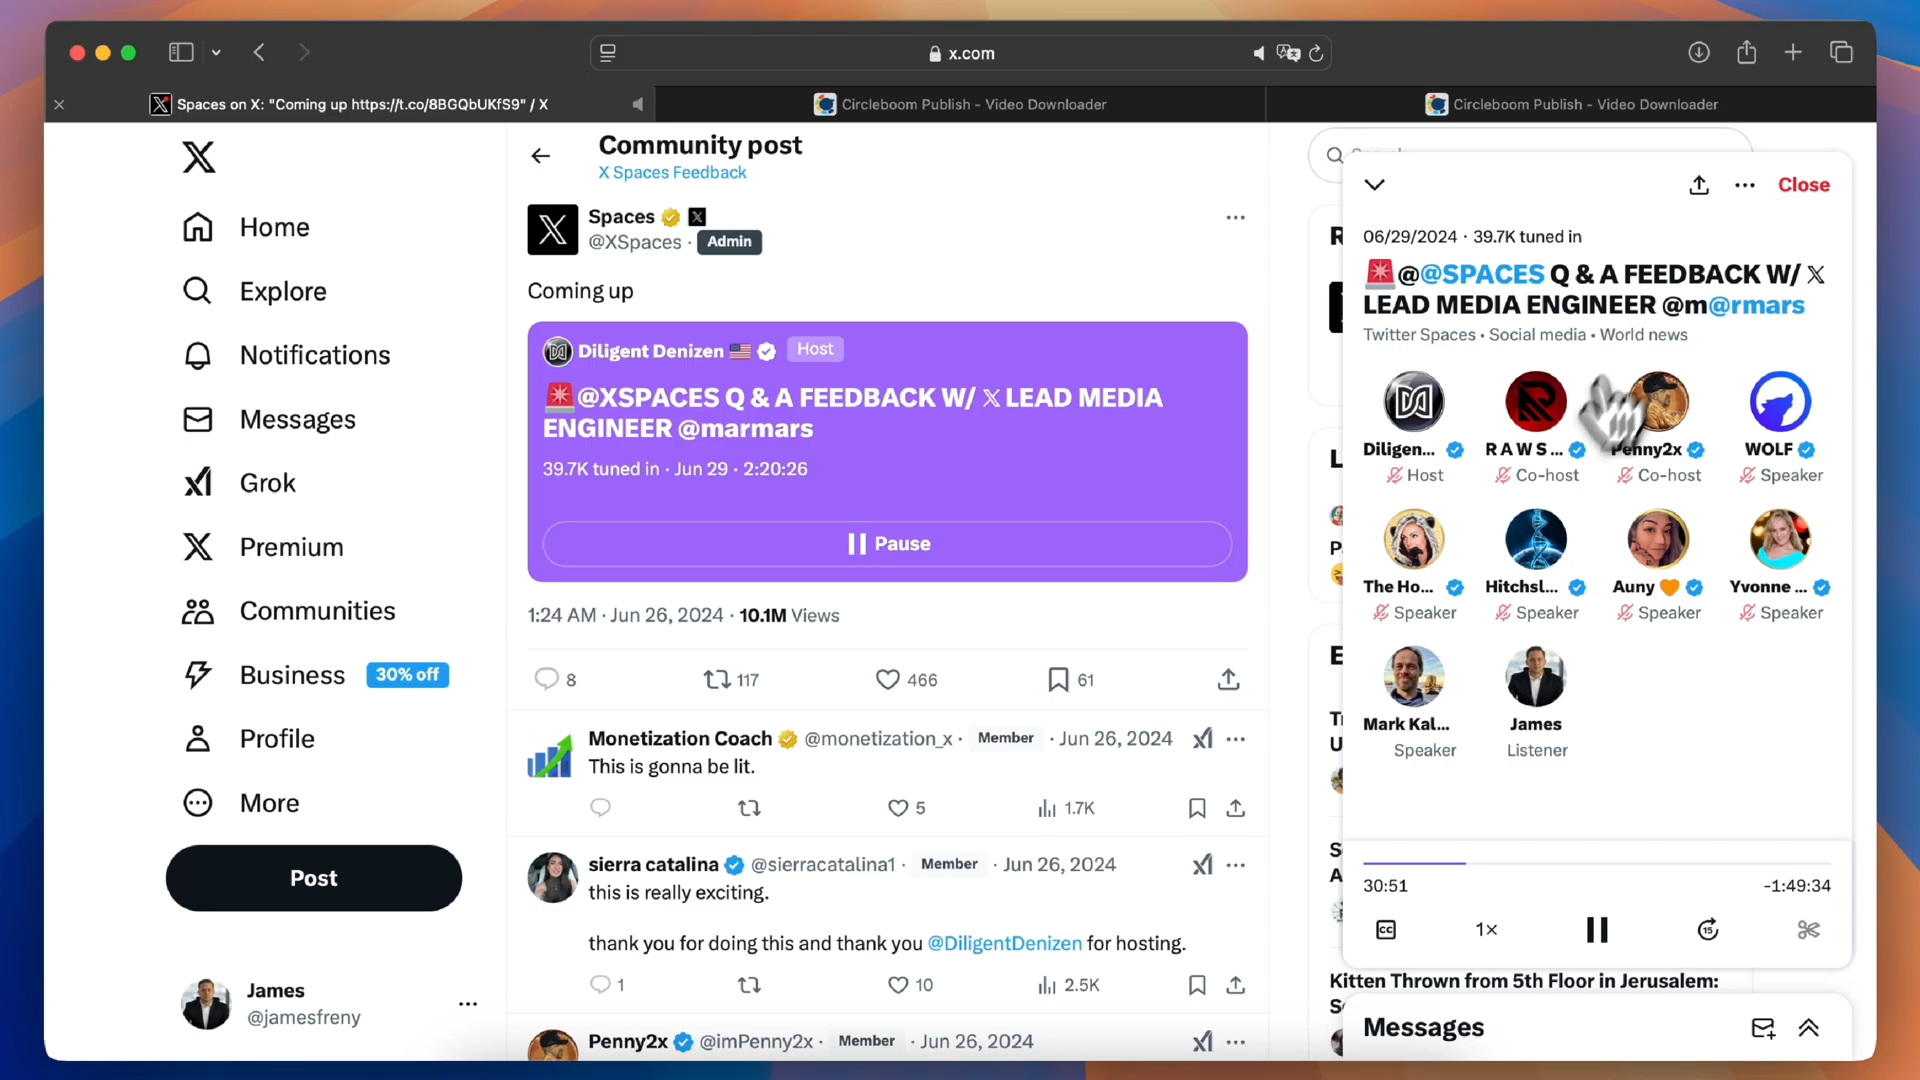 x.com
Spaces on X: "Coming up https://t.co/8BGQbUKfS9" / X
Circleboom Publish - Video Downloader
Circleboom Publish - Video Downloader
Home
Explore
Notifications
Messages
Grok
Premium
Communities
Business 30% off
Profile
More
Post
James
@jamesfreny
Community post
X Spaces Feedback
Spaces
@XSpaces · Admin
Coming up
Diligent Denizen Host
@XSPACES Q & A FEEDBACK W/ 𝕏 LEAD MEDIA
ENGINEER @marmars
39.7K tuned in · Jun 29 · 2:20:26
Pause
1:24 AM · Jun 26, 2024 · 10.1M Views
8 117 466 61
Monetization Coach @monetization_x · Member · Jun 26, 2024
This is gonna be lit.
5 1.7K
sierra catalina @sierracatalina1 · Member · Jun 26, 2024
this is really exciting.
thank you for doing this and thank you @DiligentDenizen for hosting.
1 10 2.5K
Penny2x @imPenny2x · Member · Jun 26, 2024
Close
06/29/2024 · 39.7K tuned in
@@SPACES Q & A FEEDBACK W/ 𝕏
LEAD MEDIA ENGINEER @m@rmars
Twitter Spaces • Social media • World news
Diligen... R A W S ... Penny2x WOLF
Host Co-host Co-host Speaker
The Ho... Hitchsl... Auny 🧡 Yvonne ...
Speaker Speaker Speaker Speaker
Mark Kal... James
Speaker Listener
30:51 -1:49:34
CC 1× 15
Kitten Thrown from 5th Floor in Jerusalem:
Messages